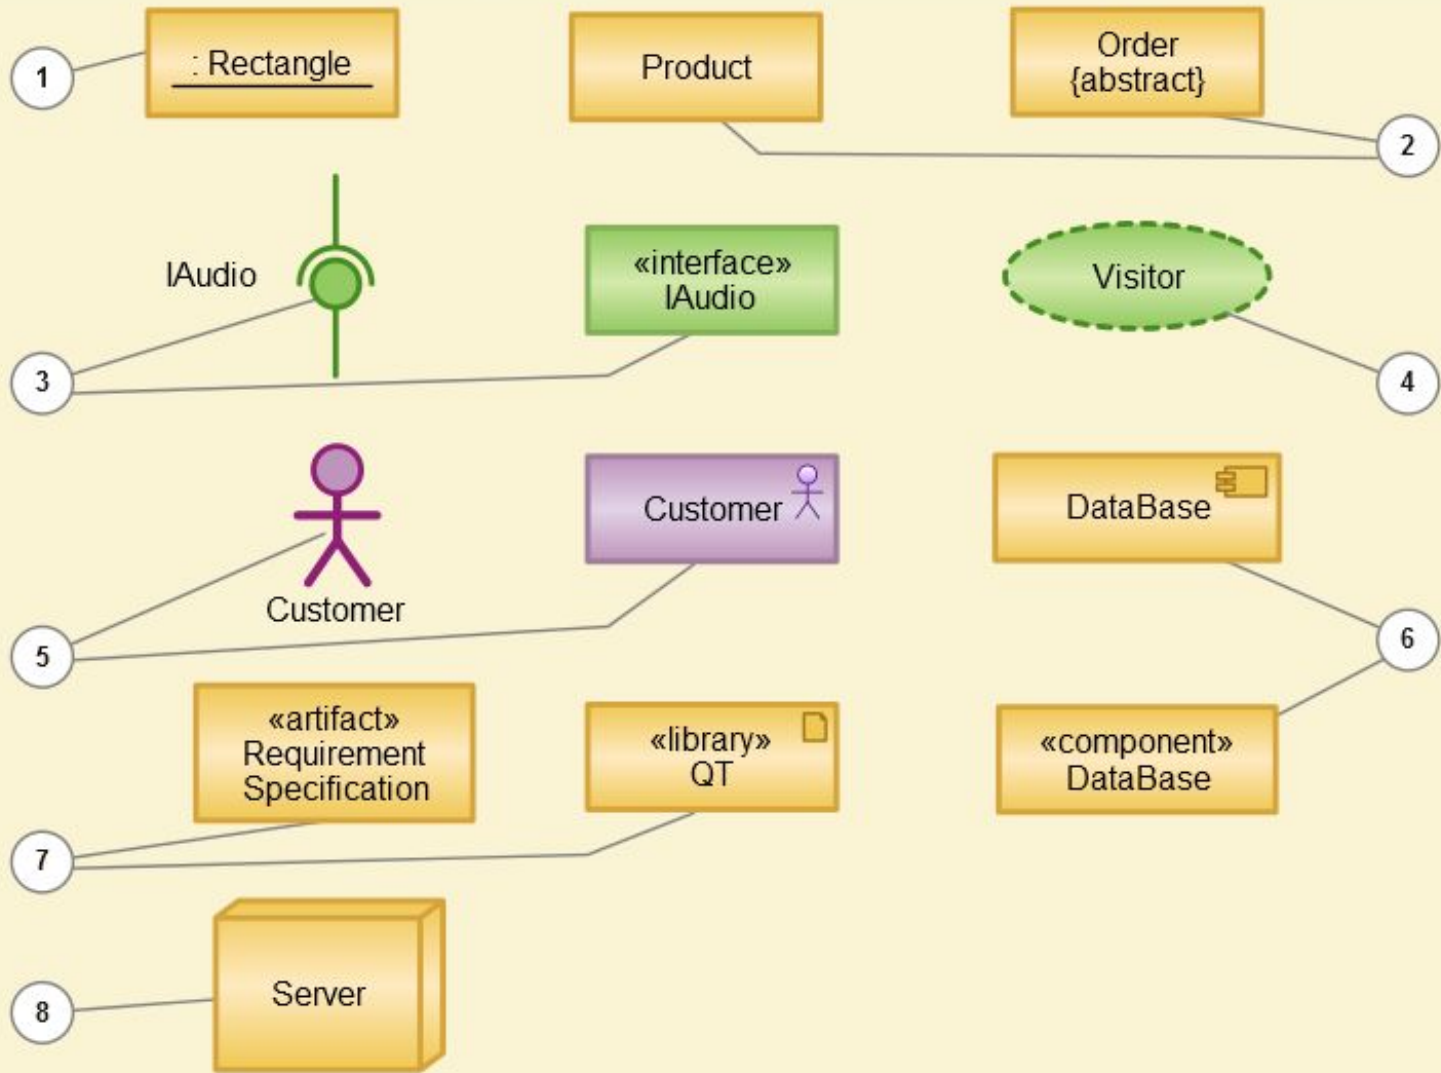 1
: Rectangle
Product
Order
{abstract}
2
IAudio
«interface»
IAudio
Visitor
3
4
Customer
Customer
DataBase
5
6
«artifact»
Requirement
Specification
«library»
QT
«component»
DataBase
7
Server
8